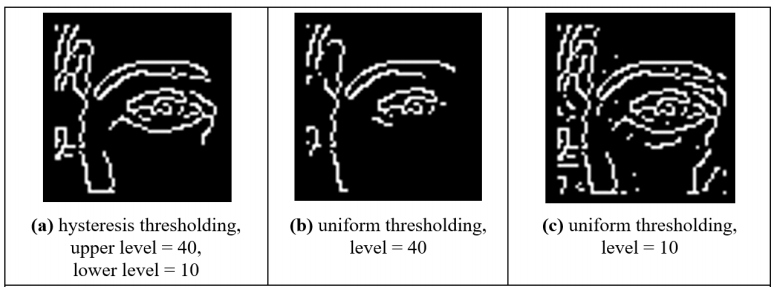 (a) hysteresis thresholding,
upper level = 40,
lower level = 10
(b) uniform thresholding,
level = 40
(c) uniform thresholding,
level = 10